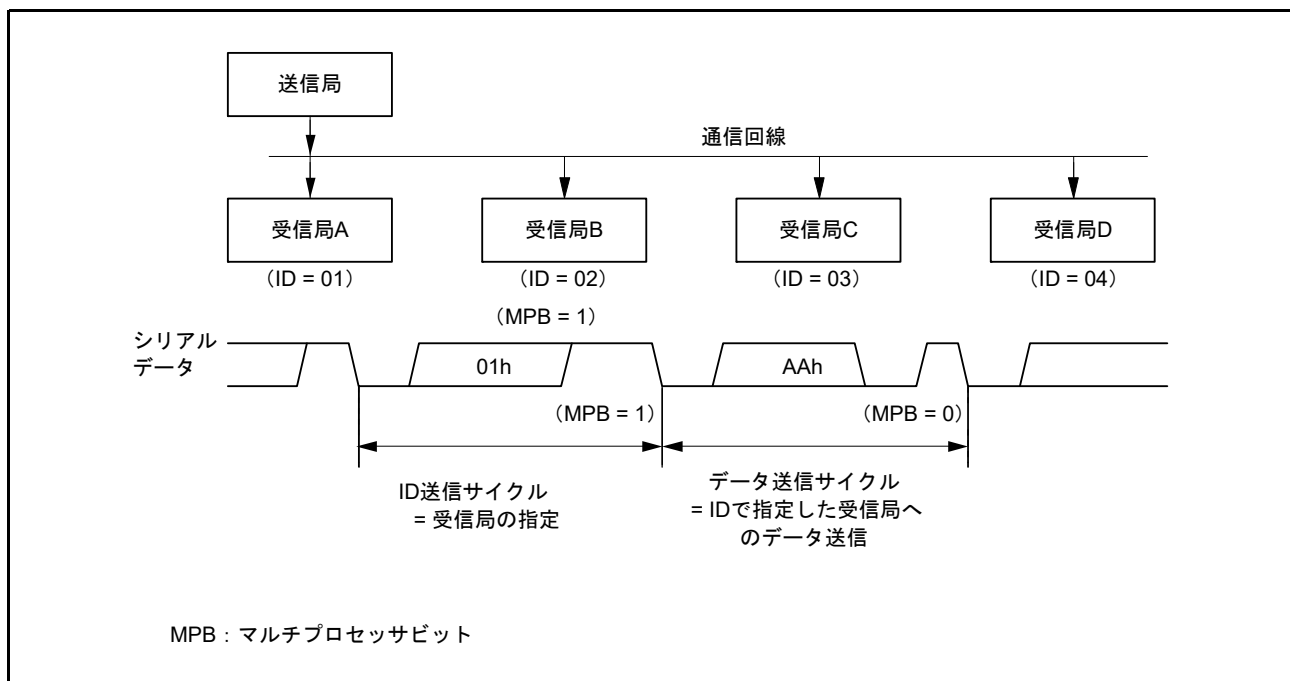 送信局
通信回線
受信局A
受信局B
受信局C
受信局D
（ID = 01）
（ID = 02）
（ID = 03）
（ID = 04）
（MPB = 1）
シリアル
データ
01h
AAh
（MPB = 1）
（MPB = 0）
ID送信サイクル
= 受信局の指定
データ送信サイクル
= IDで指定した受信局へ
のデータ送信
MPB：マルチプロセッサビット